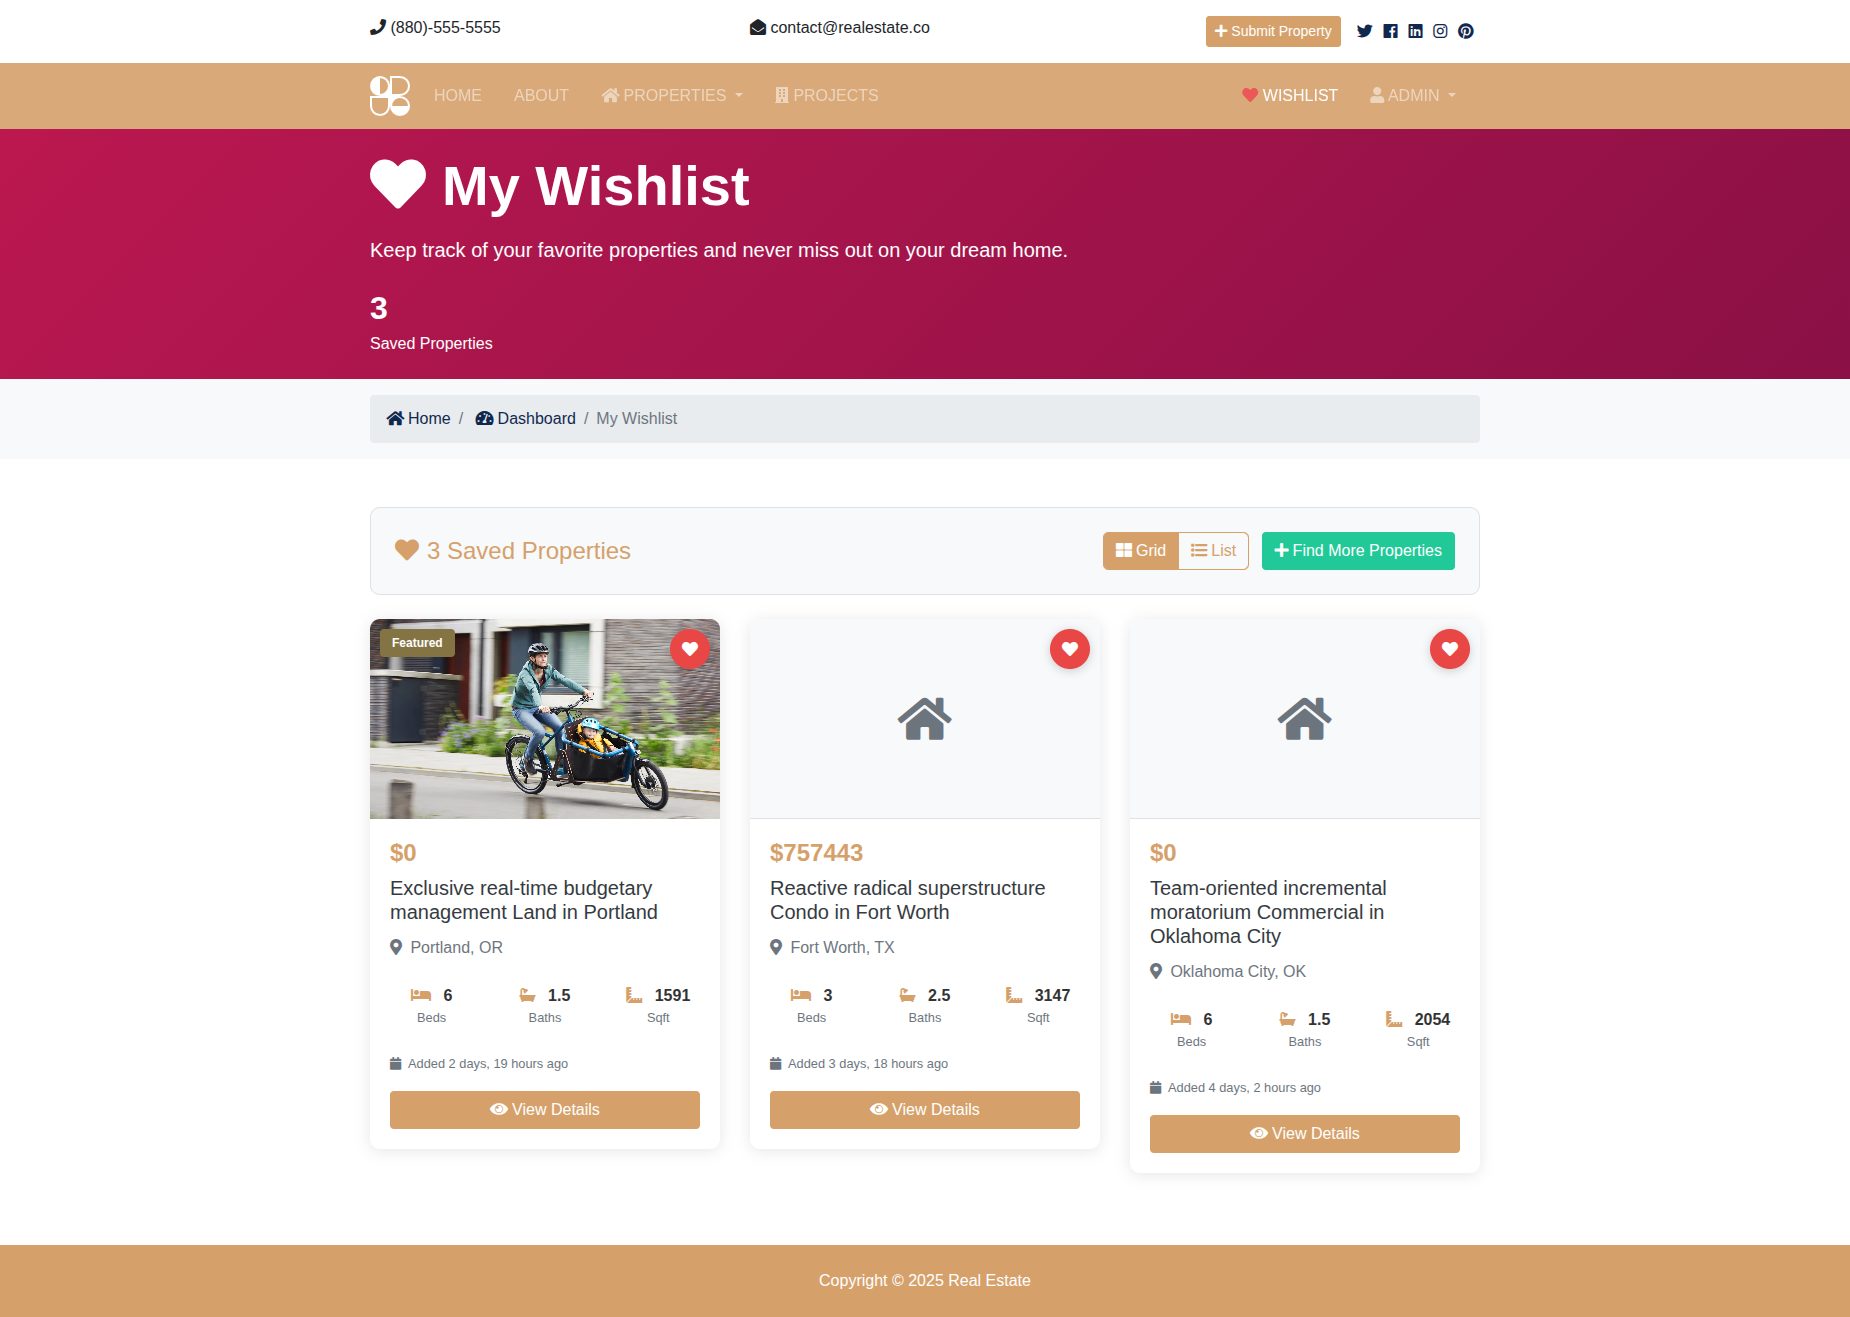 (880)-555-5555
contact@realestate.co
Submit Property
HOME
ABOUT
PROPERTIES
PROJECTS
WISHLIST
ADMIN
My Wishlist
Keep track of your favorite properties and never miss out on your dream home.
3
Saved Properties
Home / Dashboard / My Wishlist
3 Saved Properties
Grid
List
Find More Properties
Featured
$0
Exclusive real-time budgetary
management Land in Portland
Portland, OR
6
Beds
1.5
Baths
1591
Sqft
Added 2 days, 19 hours ago
View Details
$757443
Reactive radical superstructure
Condo in Fort Worth
Fort Worth, TX
3
Beds
2.5
Baths
3147
Sqft
Added 3 days, 18 hours ago
View Details
$0
Team-oriented incremental
moratorium Commercial in
Oklahoma City
Oklahoma City, OK
6
Beds
1.5
Baths
2054
Sqft
Added 4 days, 2 hours ago
View Details
Copyright © 2025 Real Estate